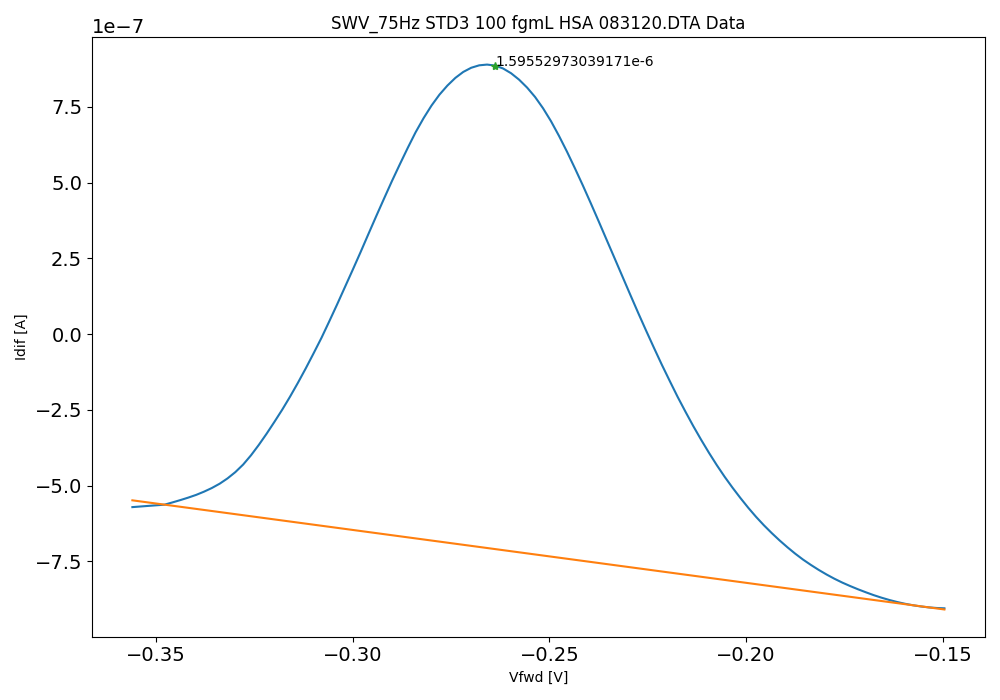 SWV_75Hz STD3 100 fgmL HSA 083120.DTA Data
1e−7
1.59552973039171e-6
7.5
5.0
2.5
0.0
−2.5
−5.0
−7.5
Idif [A]
−0.35 −0.30 −0.25 −0.20 −0.15
Vfwd [V]